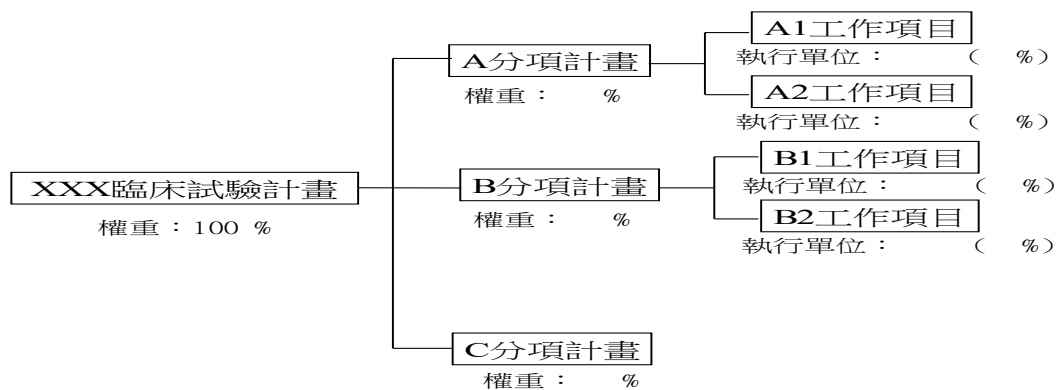 A1工作項目
執行單位：　　（　%）
A分項計畫
權重：　%
A2工作項目
執行單位：　　（　%）
B1工作項目
執行單位：　　（　%）
XXX臨床試驗計畫
權重：100 %
B分項計畫
權重：　%
B2工作項目
執行單位：　　（　%）
C分項計畫
權重：　%